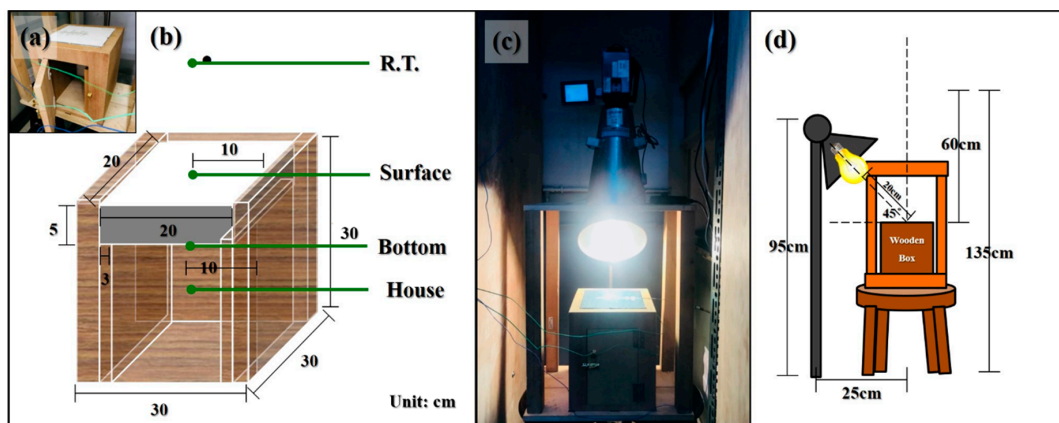 (a)
(b)
R.T.
20
10
Surface
5
20
30
Bottom
3
10
House
30
30
Unit: cm
(c)
(d)
60cm
20cm
45°
95cm
Wooden
Box
135cm
25cm